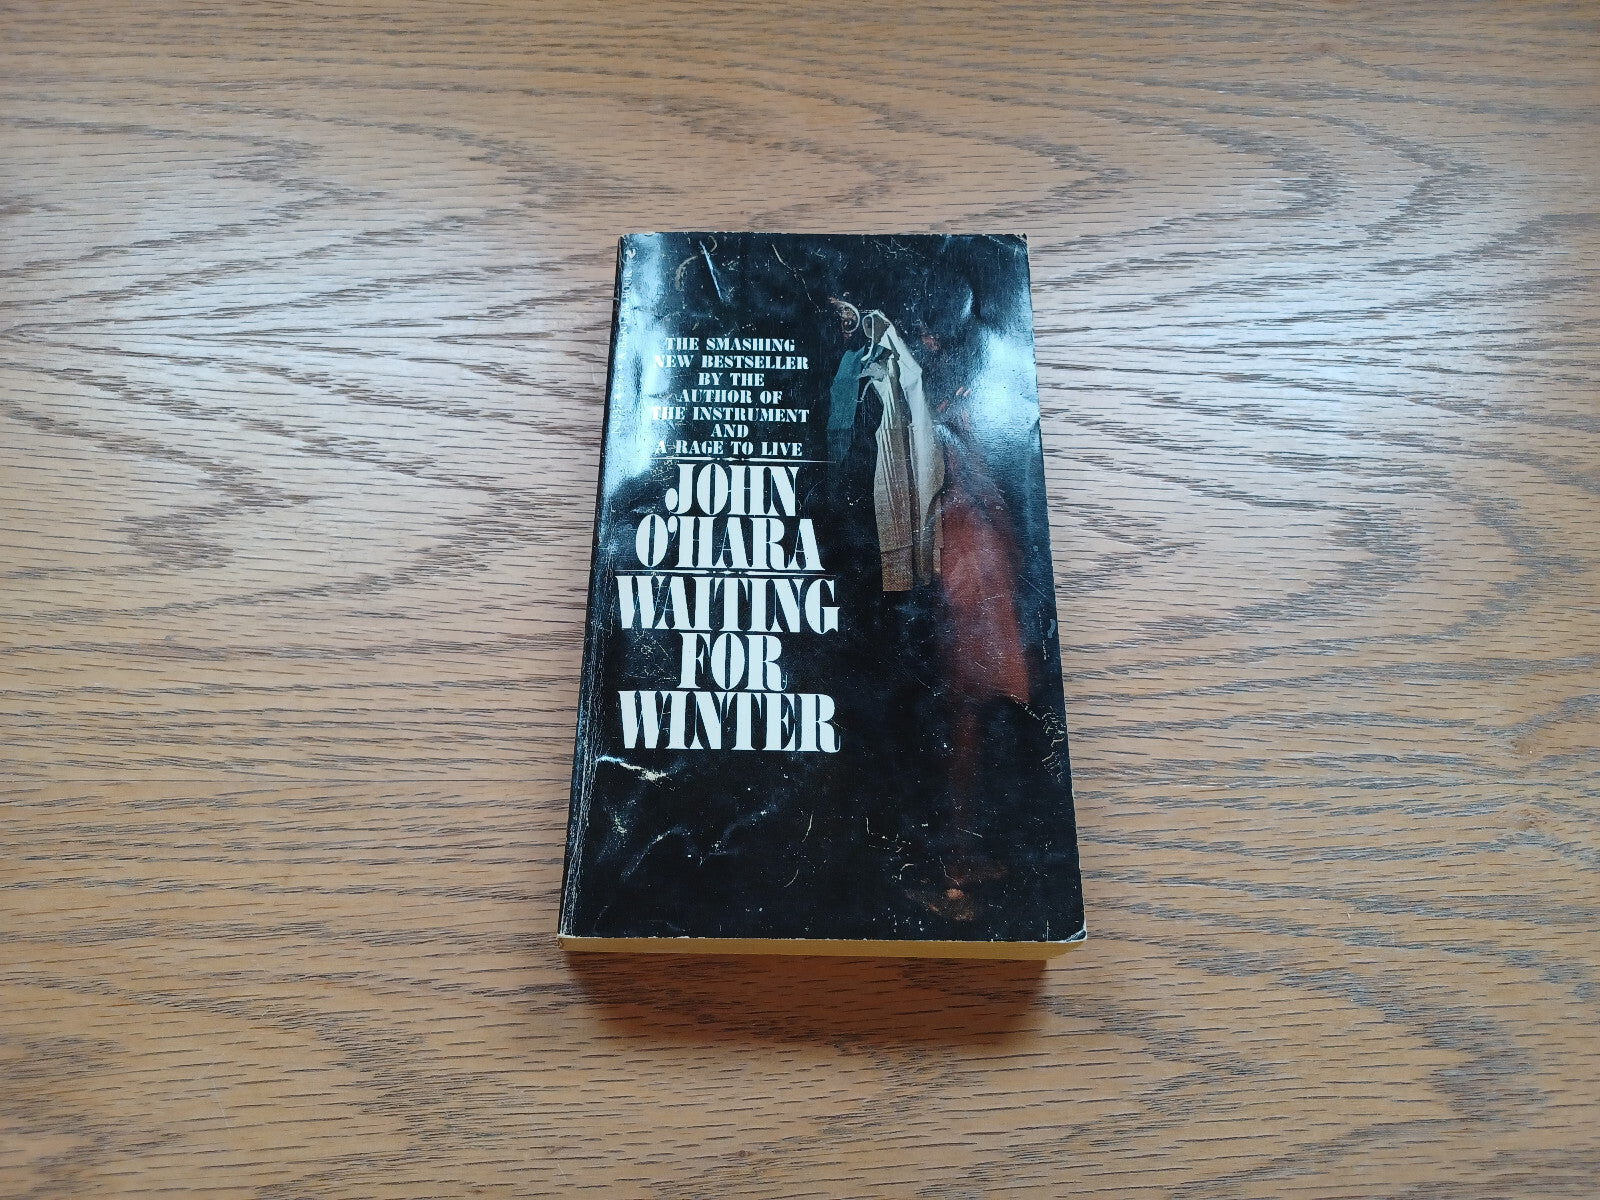 THE SMASHING
NEW BESTSELLER
BY THE
AUTHOR OF
THE INSTRUMENT
AND
A RAGE TO LIVE
JOHN
O'HARA
WAITING
FOR
WINTER